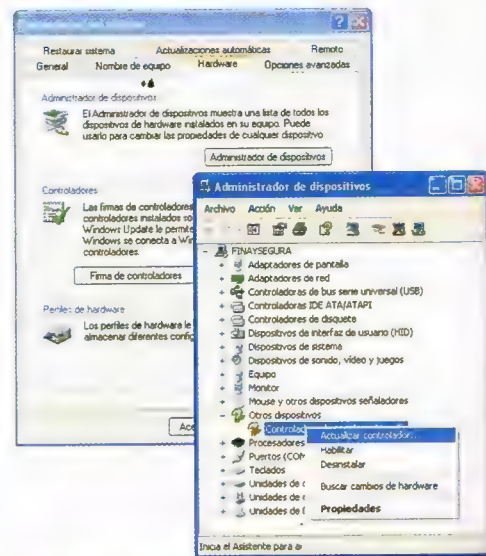 Restaurar sistema Actualizaciones automáticas Remoto
General Nombre de equipo Hardware Opciones avanzadas
Administrador de dispositivos
El Administrador de dispositivos muestra una lista de todos los
dispositivos de hardware instalados en su equipo. Puede
usarlo para cambiar las propiedades de cualquier dispositivo
Administrador de dispositivos
Controladores
Las firmas de controladores
controladores instalados so
Windows Update le permite
Windows se conecta a Win
controladores.
Firma de controladores
Perfiles de hardware
Los perfiles de hardware le
almacenar diferentes config
Ace
Administrador de dispositivos
Archivo Acción Ver Ayuda
FINAYSEGURA
Adaptadores de pantalla
Adaptadores de red
Controladoras de bus serie universal (USB)
Controladoras IDE ATA/ATAPI
Controladores de disquete
Dispositivos de interfaz de usuario (HID)
Dispositivos de sistema
Dispositivos de sonido, vídeo y juegos
Equipo
Monitor
Mouse y otros dispositivos señaladores
Otros dispositivos
Controlad
Procesadores
Puertos (COM
Teclados
Unidades de
Unidades de
Unidades de
Actualizar controlador...
Habilitar
Desinstalar
Buscar cambios de hardware
Propiedades
Inicia el Asistente para a